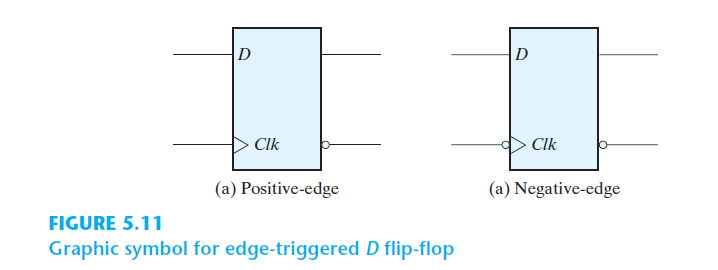 D
D
Clk
Clk
(a) Positive-edge
(a) Negative-edge
FIGURE 5.11
Graphic symbol for edge-triggered D flip-flop